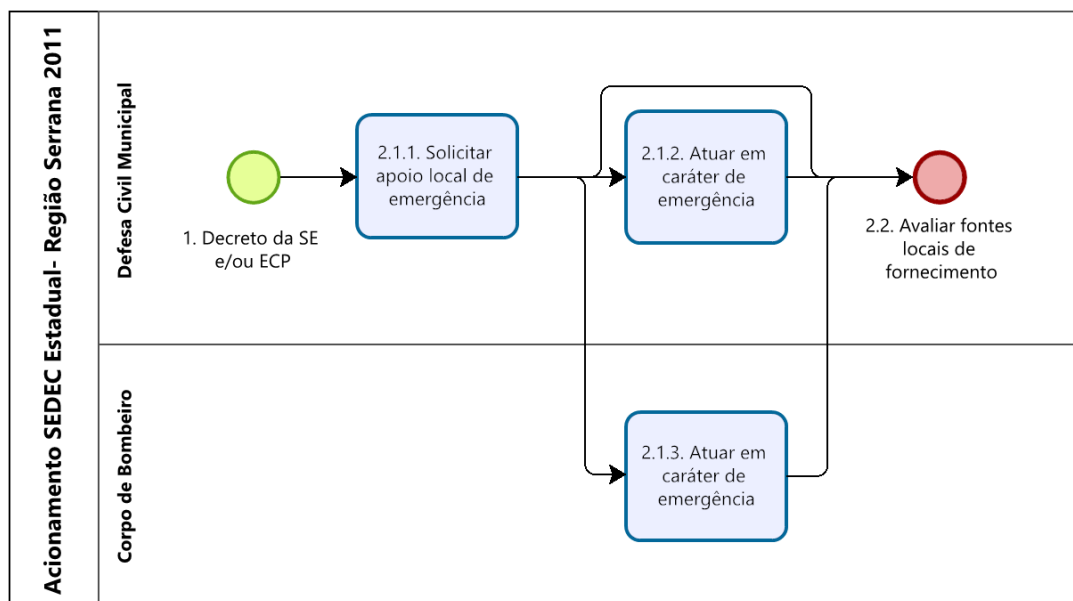 Acionamento SEDEC Estadual- Região Serrana 2011
Defesa Civil Municipal
1. Decreto da SE
e/ou ECP
2.1.1. Solicitar
apoio local de
emergência
2.1.2. Atuar em
caráter de
emergência
2.2. Avaliar fontes
locais de
fornecimento
Corpo de Bombeiro
2.1.3. Atuar em
caráter de
emergência